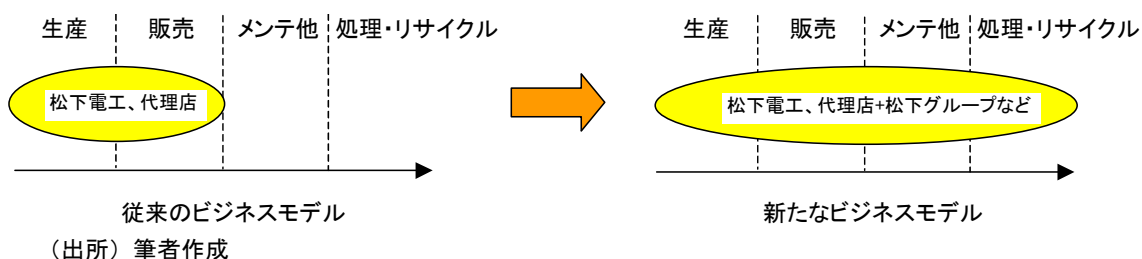 生産 販売 メンテ他 処理・リサイクル
松下電工、代理店
従来のビジネスモデル
生産 販売 メンテ他 処理・リサイクル
松下電工、代理店+松下グループなど
新たなビジネスモデル
（出所）筆者作成